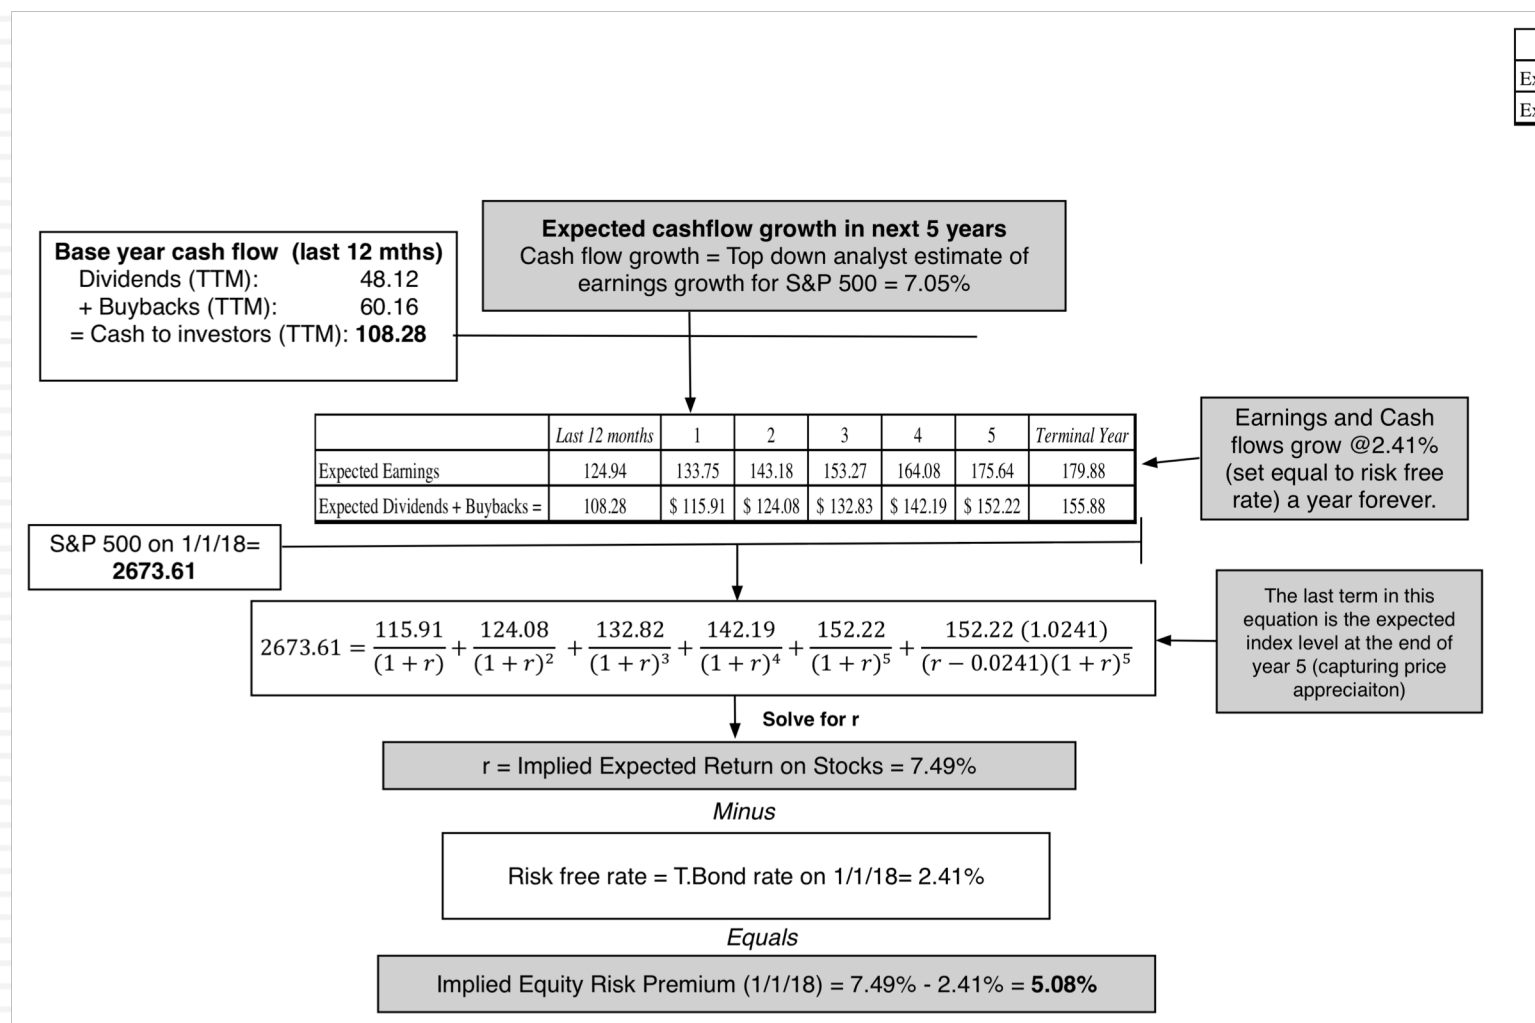 Ex
Ex
Expected cashflow growth in next 5 years
Cash flow growth = Top down analyst estimate of
earnings growth for S&P 500 = 7.05%
Base year cash flow (last 12 mths)
Dividends (TTM): 48.12
+ Buybacks (TTM): 60.16
= Cash to investors (TTM): 108.28
Last 12 months 1 2 3 4 5 Terminal Year
Expected Earnings 124.94 133.75 143.18 153.27 164.08 175.64 179.88
Expected Dividends + Buybacks = 108.28 $ 115.91 $ 124.08 $ 132.83 $ 142.19 $ 152.22 155.88
Earnings and Cash
flows grow @2.41%
(set equal to risk free
rate) a year forever.
S&P 500 on 1/1/18=
2673.61
2673.61 = 115.91/(1 + r) + 124.08/(1 + r)² + 132.82/(1 + r)³ + 142.19/(1 + r)⁴ + 152.22/(1 + r)⁵ + 152.22 (1.0241)/(r − 0.0241)(1 + r)⁵
The last term in this
equation is the expected
index level at the end of
year 5 (capturing price
appreciaiton)
Solve for r
r = Implied Expected Return on Stocks = 7.49%
Minus
Risk free rate = T.Bond rate on 1/1/18= 2.41%
Equals
Implied Equity Risk Premium (1/1/18) = 7.49% - 2.41% = 5.08%